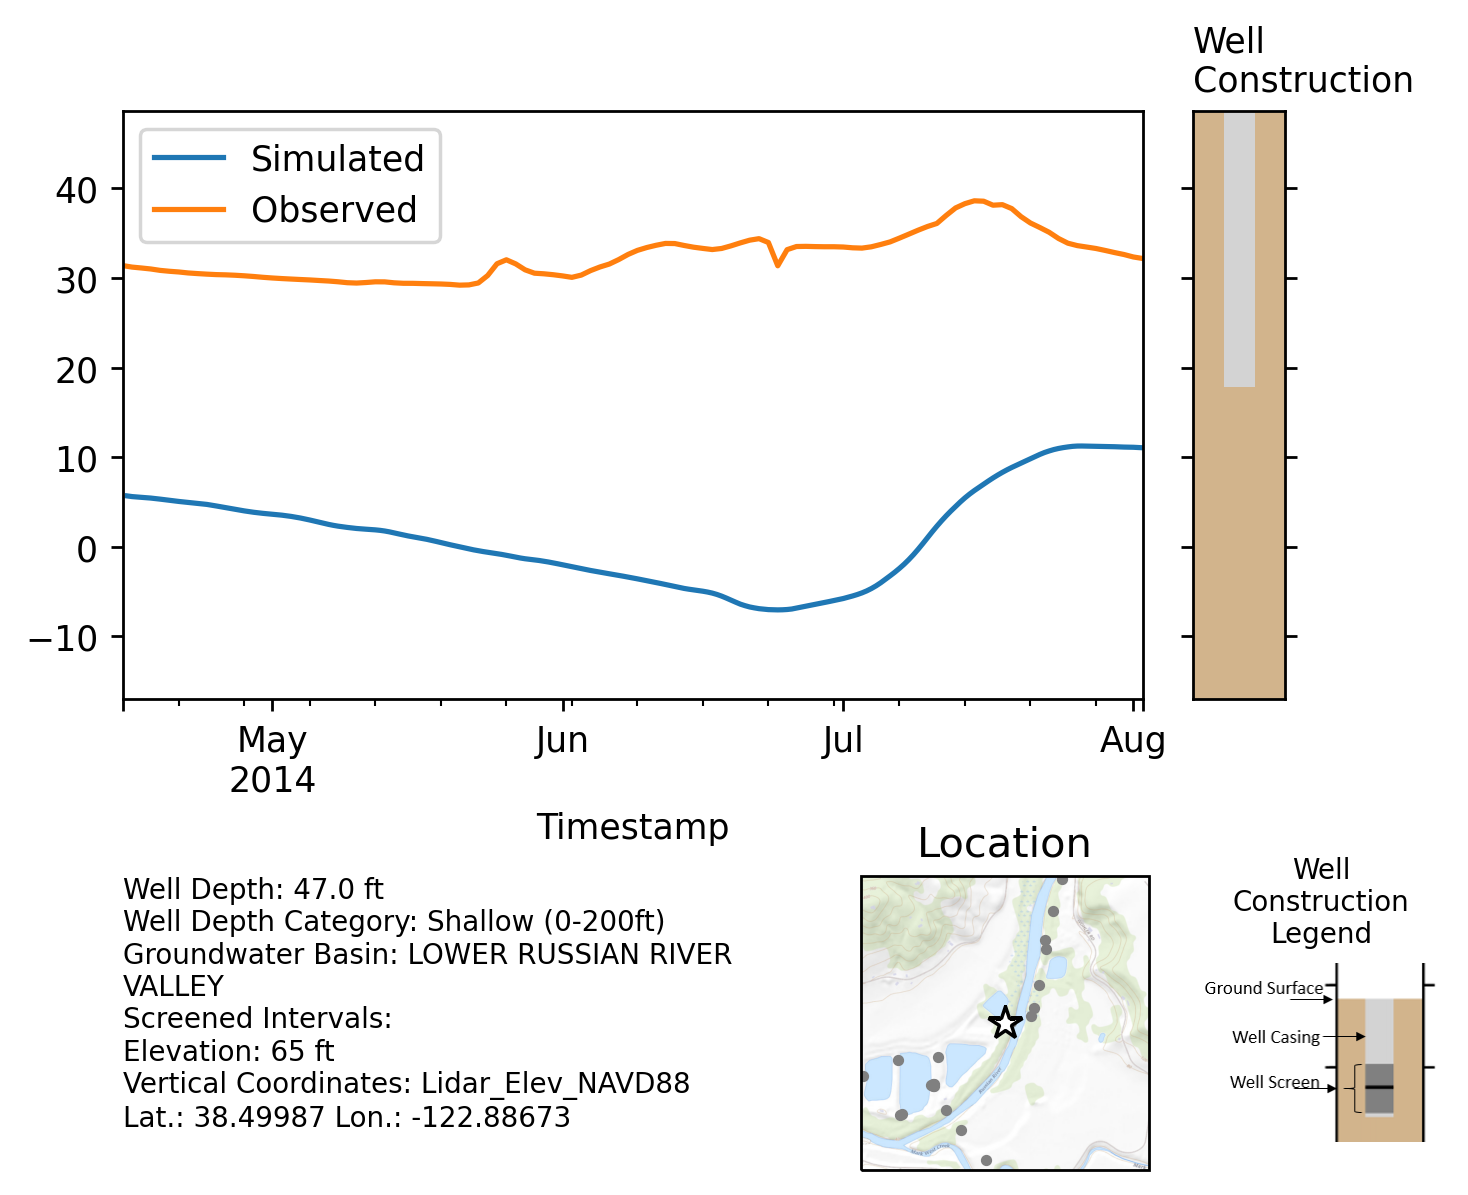 Well
Construction
Simulated
Observed
40
30
20
10
0
−10
May
2014
Jun
Jul
Aug
Timestamp
Well Depth: 47.0 ft
Well Depth Category: Shallow (0-200ft)
Groundwater Basin: LOWER RUSSIAN RIVER
VALLEY
Screened Intervals:
Elevation: 65 ft
Vertical Coordinates: Lidar_Elev_NAVD88
Lat.: 38.49987 Lon.: -122.88673
Location
Well
Construction
Legend
Ground Surface
Well Casing
Well Screen